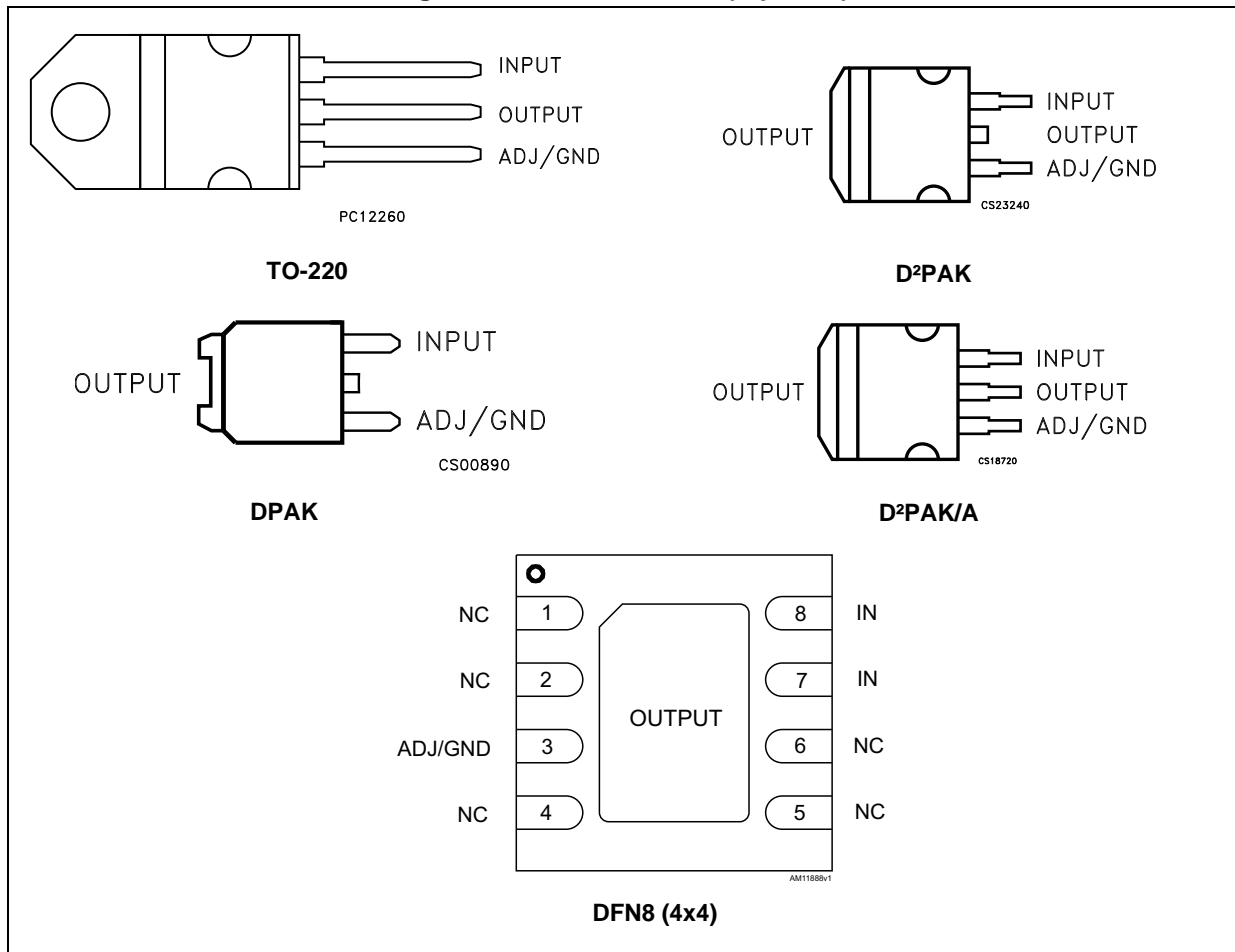 INPUT
OUTPUT
ADJ/GND
PC12260
TO-220
OUTPUT
INPUT
OUTPUT
ADJ/GND
CS23240
D²PAK
OUTPUT
INPUT
ADJ/GND
CS00890
DPAK
OUTPUT
INPUT
OUTPUT
ADJ/GND
CS18720
D²PAK/A
NC 1 8 IN
NC 2 7 IN
OUTPUT
ADJ/GND 3 6 NC
NC 4 5 NC
AM11888v1
DFN8 (4x4)